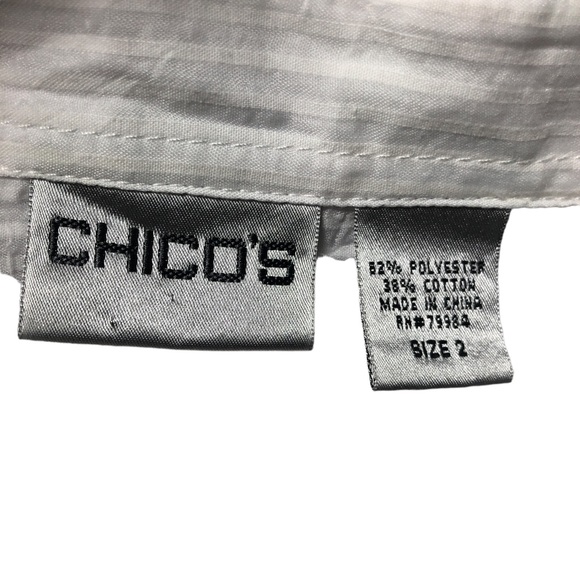 CHICO'S
62% POLYESTER
38% COTTON
MADE IN CHINA
RN#79984
SIZE 2